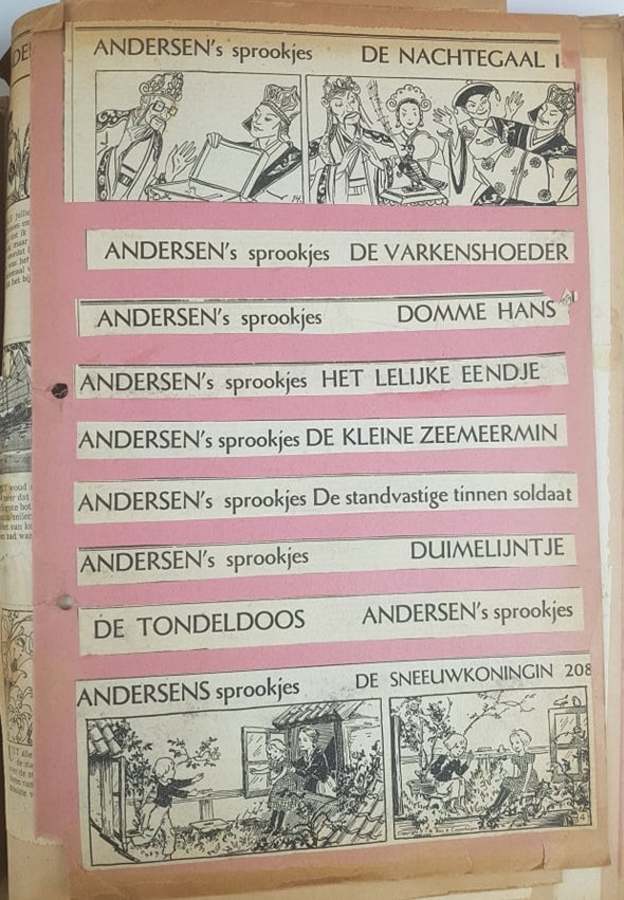 ANDERSEN's sprookjes DE NACHTEGAAL
ANDERSEN's sprookjes DE VARKENSHOEDER
ANDERSEN's sprookjes DOMME HANS
ANDERSEN's sprookjes HET LELIJKE EENDJE
ANDERSEN's sprookjes DE KLEINE ZEEMEERMIN
ANDERSEN's sprookjes De standvastige tinnen soldaat
ANDERSEN's sprookjes DUIMELIJNTJE
DE TONDELDOOS ANDERSEN's sprookjes
ANDERSENS sprookjes DE SNEEUWKONINGIN 208